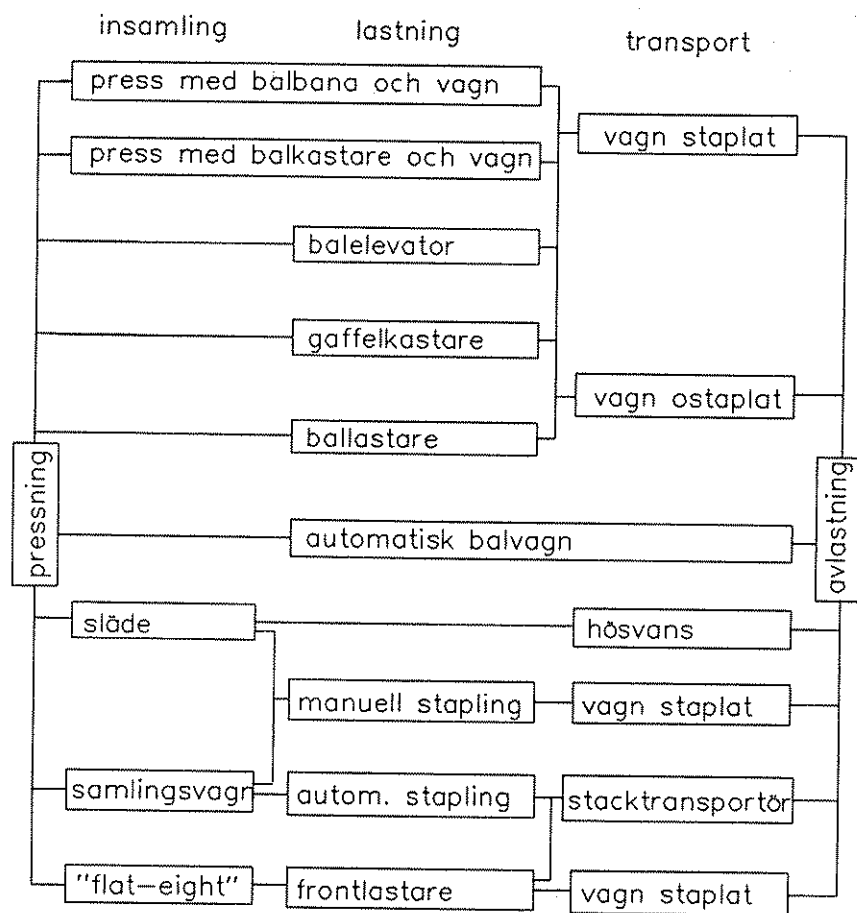 insamling
lastning
transport
press med balbana och vagn
vagn staplat
press med balkastare och vagn
balelevator
gaffelkastare
vagn ostaplat
ballastare
pressning
automatisk balvagn
avlastning
släde
hösvans
manuell stapling
vagn staplat
samlingsvagn
autom. stapling
stacktransportör
"flat-eight"
frontlastare
vagn staplat